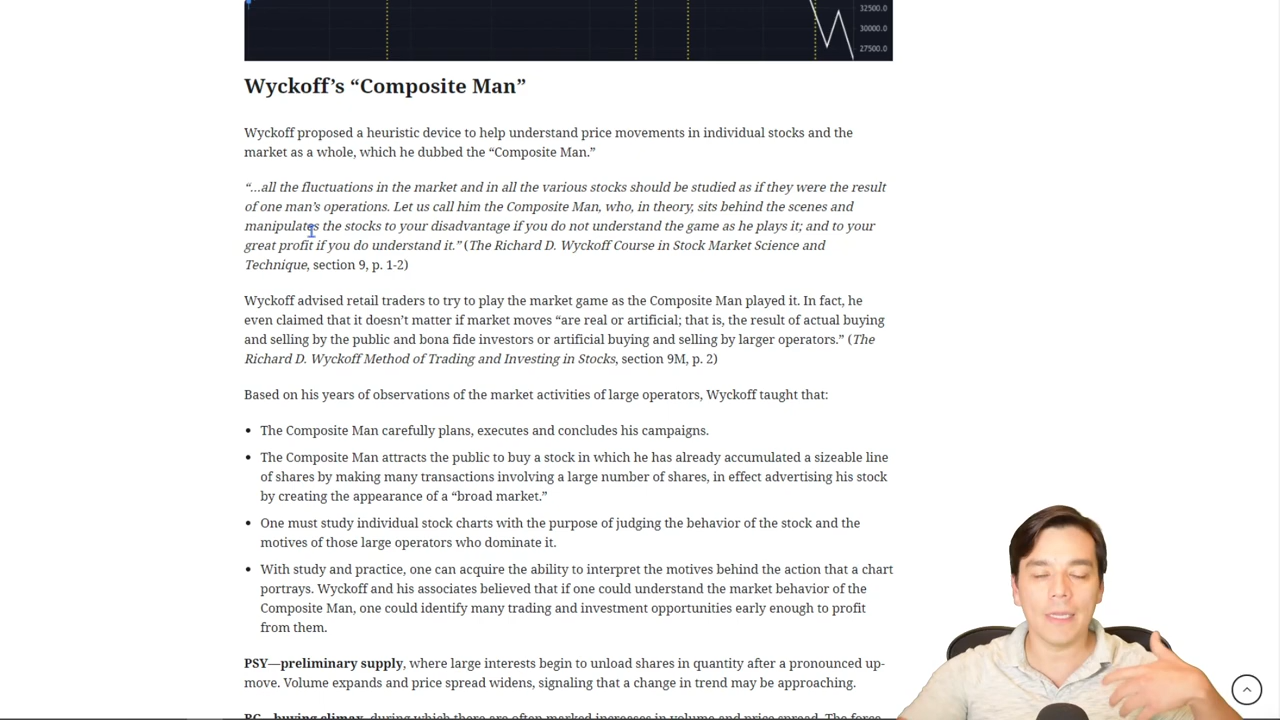 32500.0
30000.0
27500.0
Wyckoff’s “Composite Man”
Wyckoff proposed a heuristic device to help understand price movements in individual stocks and the
market as a whole, which he dubbed the “Composite Man.”
“…all the fluctuations in the market and in all the various stocks should be studied as if they were the result
of one man’s operations. Let us call him the Composite Man, who, in theory, sits behind the scenes and
manipulates the stocks to your disadvantage if you do not understand the game as he plays it; and to your
great profit if you do understand it.” (The Richard D. Wyckoff Course in Stock Market Science and
Technique, section 9, p. 1-2)
Wyckoff advised retail traders to try to play the market game as the Composite Man played it. In fact, he
even claimed that it doesn’t matter if market moves “are real or artificial; that is, the result of actual buying
and selling by the public and bona fide investors or artificial buying and selling by larger operators.” (The
Richard D. Wyckoff Method of Trading and Investing in Stocks, section 9M, p. 2)
Based on his years of observations of the market activities of large operators, Wyckoff taught that:
• The Composite Man carefully plans, executes and concludes his campaigns.
• The Composite Man attracts the public to buy a stock in which he has already accumulated a sizeable line
of shares by making many transactions involving a large number of shares, in effect advertising his stock
by creating the appearance of a “broad market.”
• One must study individual stock charts with the purpose of judging the behavior of the stock and the
motives of those large operators who dominate it.
• With study and practice, one can acquire the ability to interpret the motives behind the action that a chart
portrays. Wyckoff and his associates believed that if one could understand the market behavior of the
Composite Man, one could identify many trading and investment opportunities early enough to profit
from them.
PSY—preliminary supply, where large interests begin to unload shares in quantity after a pronounced up-
move. Volume expands and price spread widens, signaling that a change in trend may be approaching.
BC—buying climax, during which there are often marked increases in volume and price spread. The force